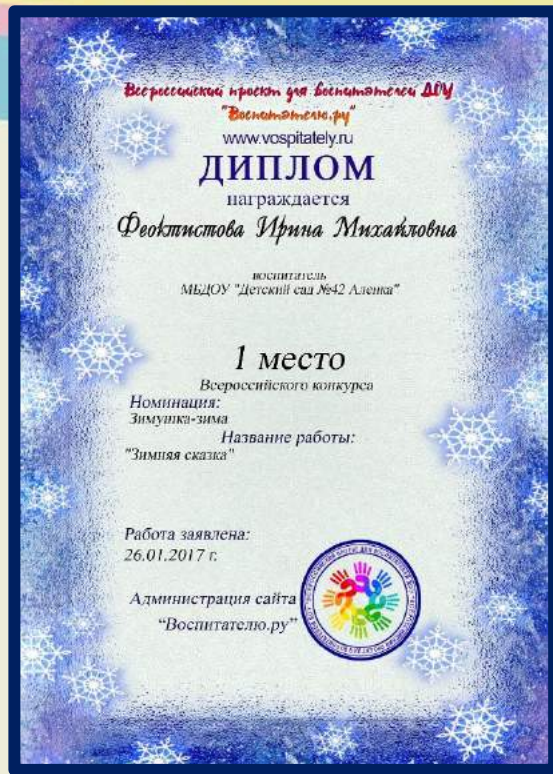 Всероссийский проект для воспитателей ДОУ
"Воспитателю.ру"
www.vospitately.ru
ДИПЛОМ
награждается
Феоктистова Ирина Михайловна
воспитатель
МБДОУ "Детский сад №42 Аленка"
1 место
Всероссийского конкурса
Номинация:
Зимушка-зима
Название работы:
"Зимняя сказка"
Работа заявлена:
26.01.2017 г.
Администрация сайта
"Воспитателю.ру"